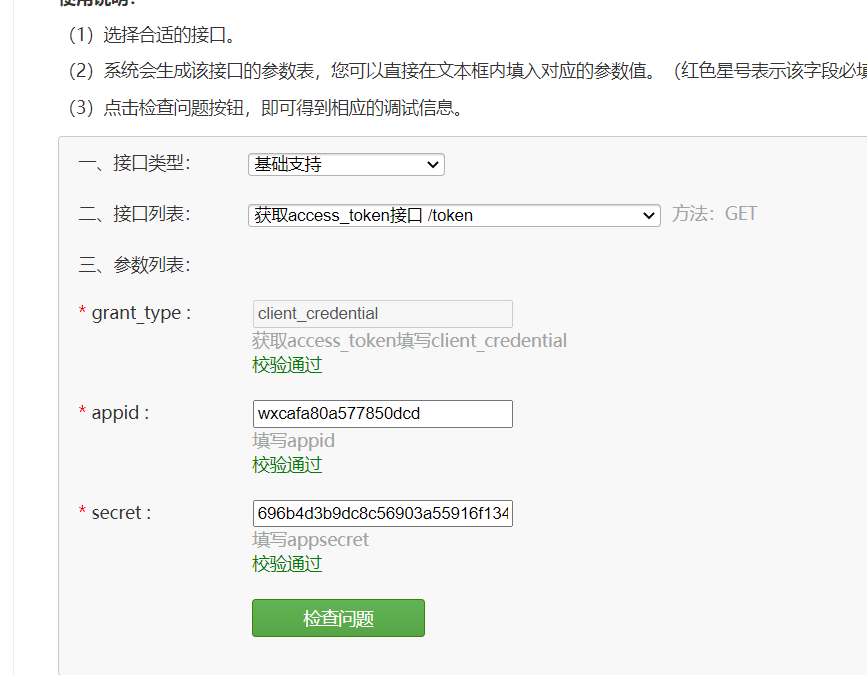 使用说明：
（1）选择合适的接口。
（2）系统会生成该接口的参数表，您可以直接在文本框内填入对应的参数值。（红色星号表示该字段必填
（3）点击检查问题按钮，即可得到相应的调试信息。
一、接口类型： 基础支持
二、接口列表： 获取access_token接口 /token 方法：GET
三、参数列表：
* grant_type : client_credential
获取access_token填写client_credential
校验通过
* appid : wxcafa80a577850dcd
填写appid
校验通过
* secret : 696b4d3b9dc8c56903a55916f134
填写appsecret
校验通过
检查问题